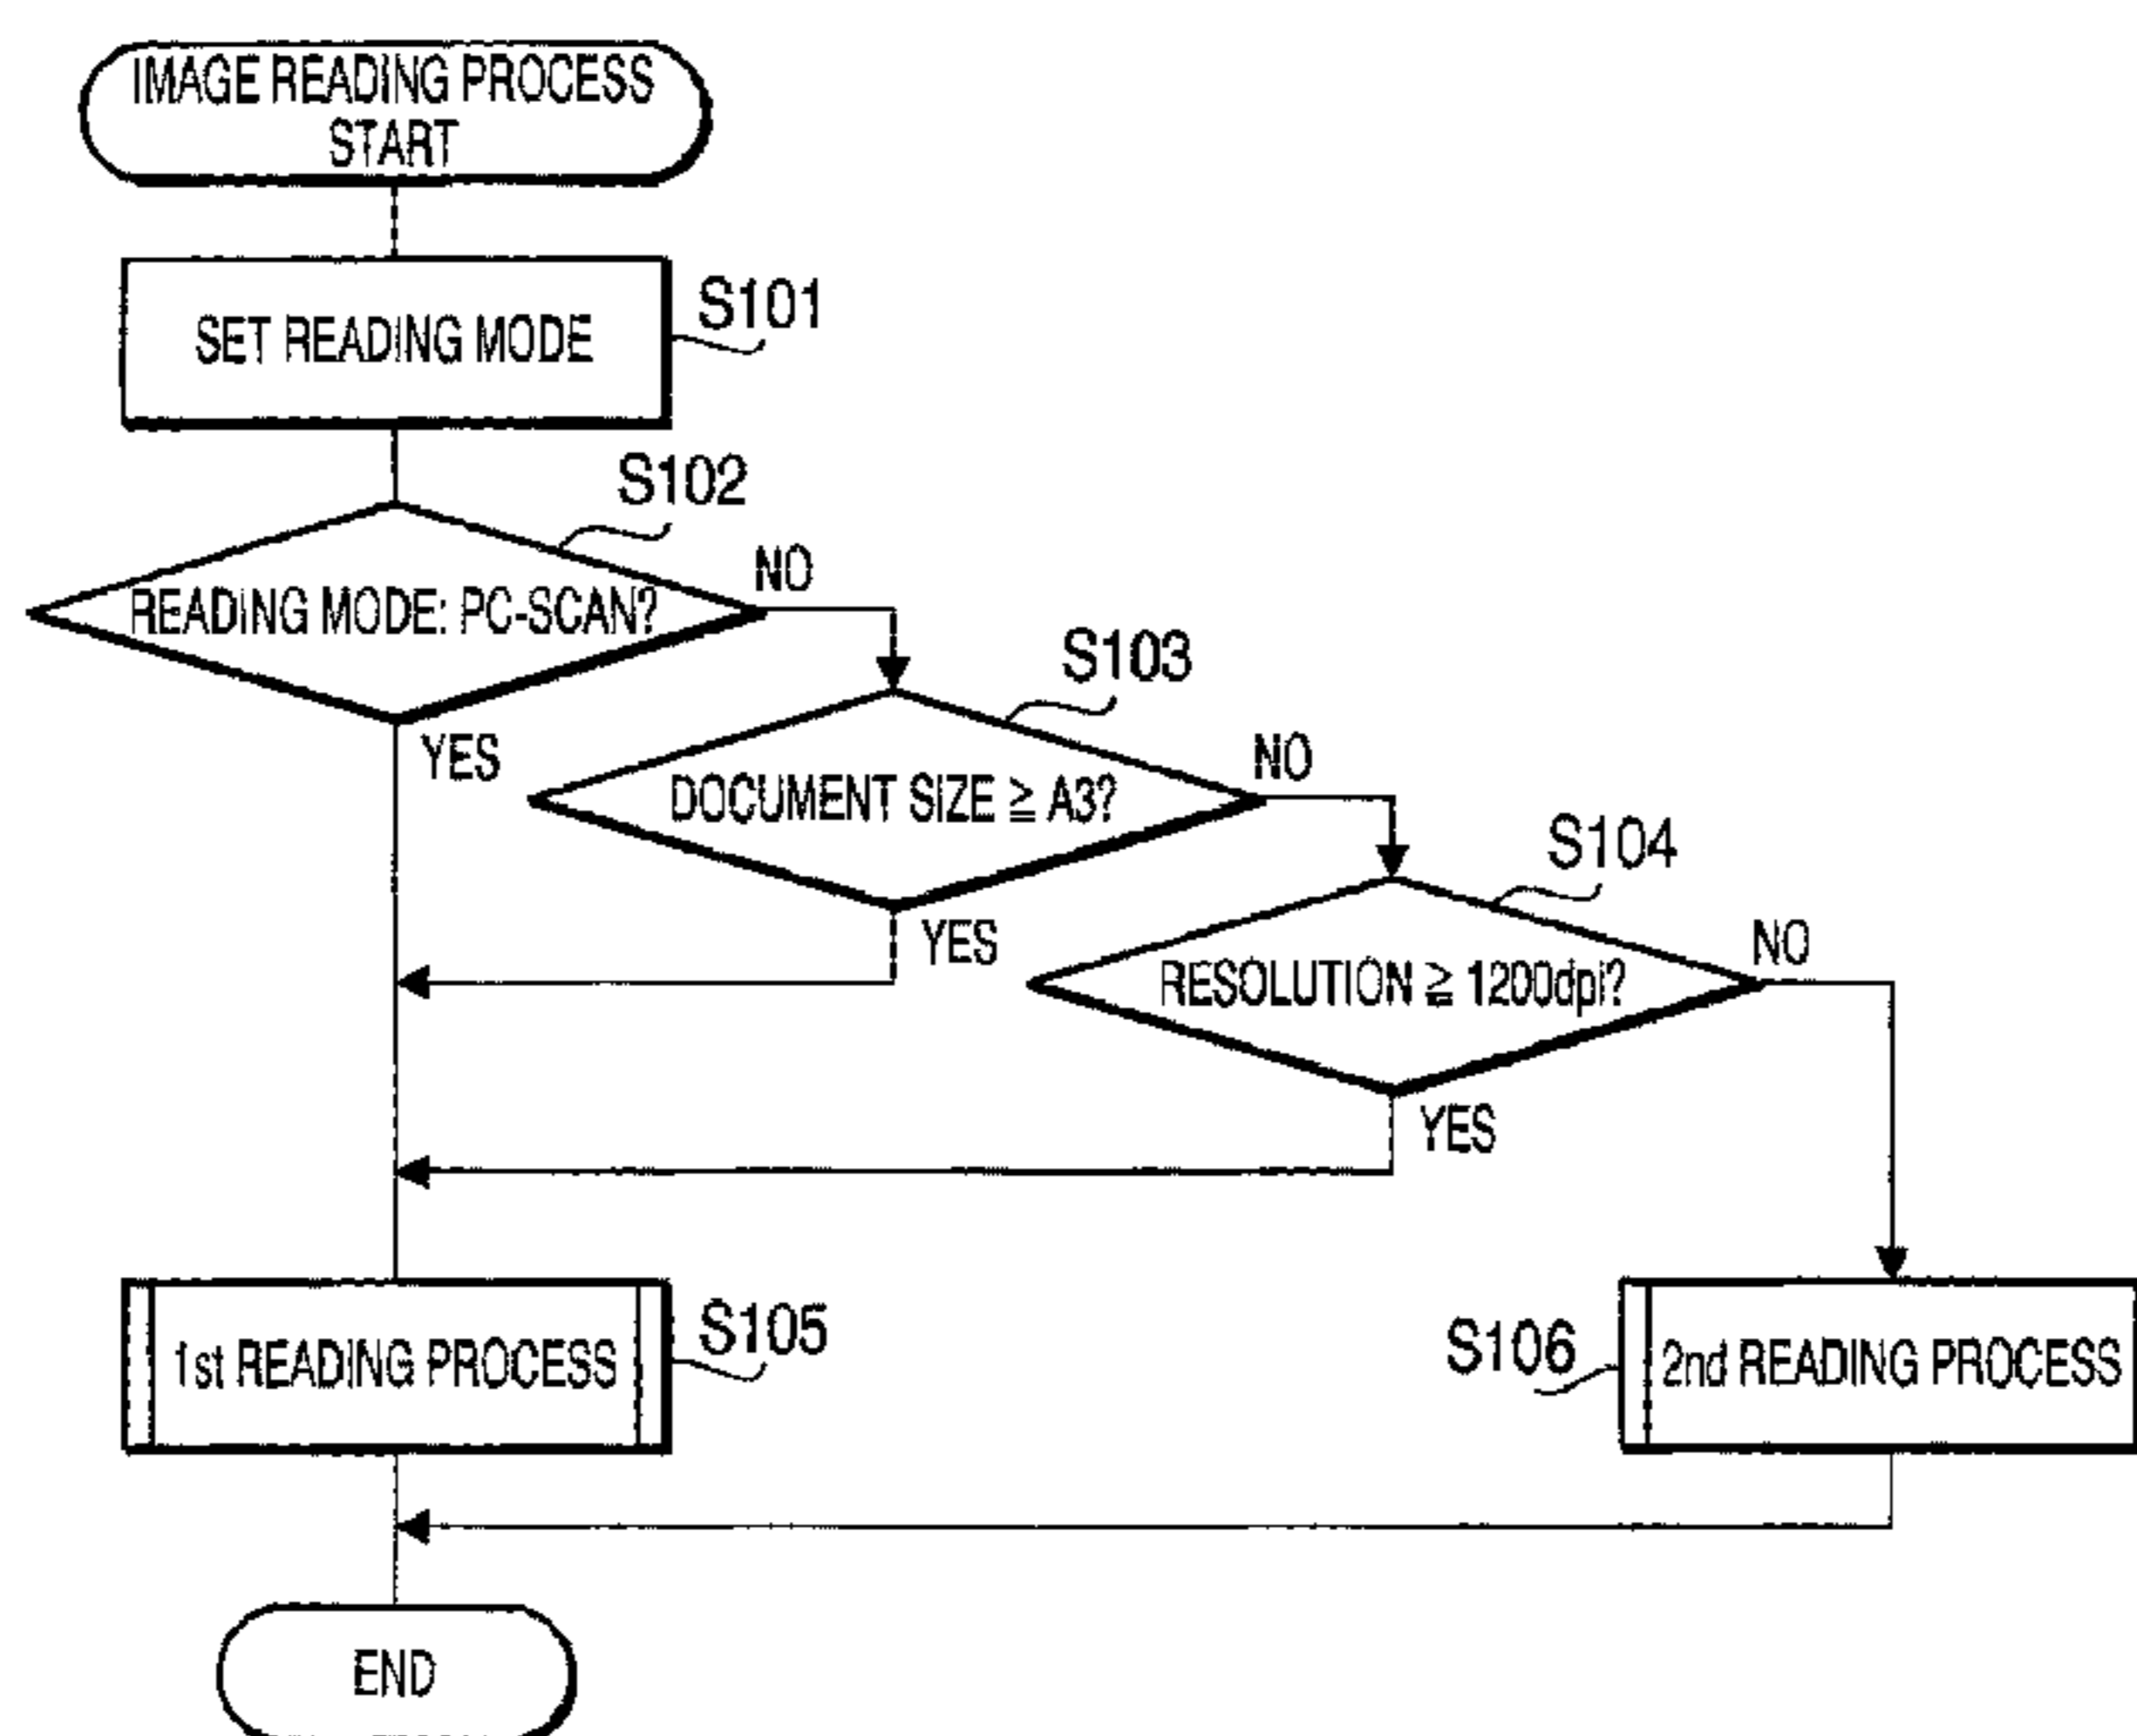 IMAGE READING PROCESS
START
SET READING MODE
S101
S102
READING MODE: PC-SCAN?
NO
YES
S103
DOCUMENT SIZE ≧ A3?
NO
YES
S104
RESOLUTION ≧ 1200dpi?
NO
YES
1st READING PROCESS
S105
S106
2nd READING PROCESS
END